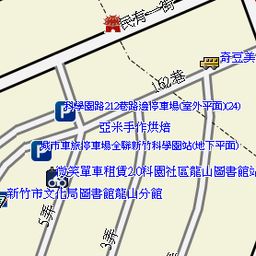 民有一街
奇豆美
152巷
科學園路212巷路邊停車場(室外平面)(24)
亞米手作烘焙
城市車旅停車場全聯新竹科學園站(地下平面)
微笑單車租賃2.0科園社區龍山圖書館站
新竹市文化局圖書館龍山分館
5弄
3弄